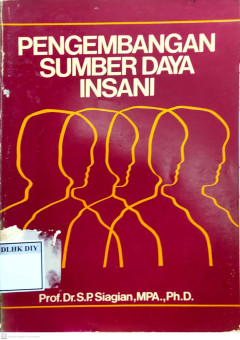 PENGEMBANGAN
SUMBER DAYA
INSANI
DLHK DIY
Prof.Dr.S.P.Siagian,MPA.,Ph.D.